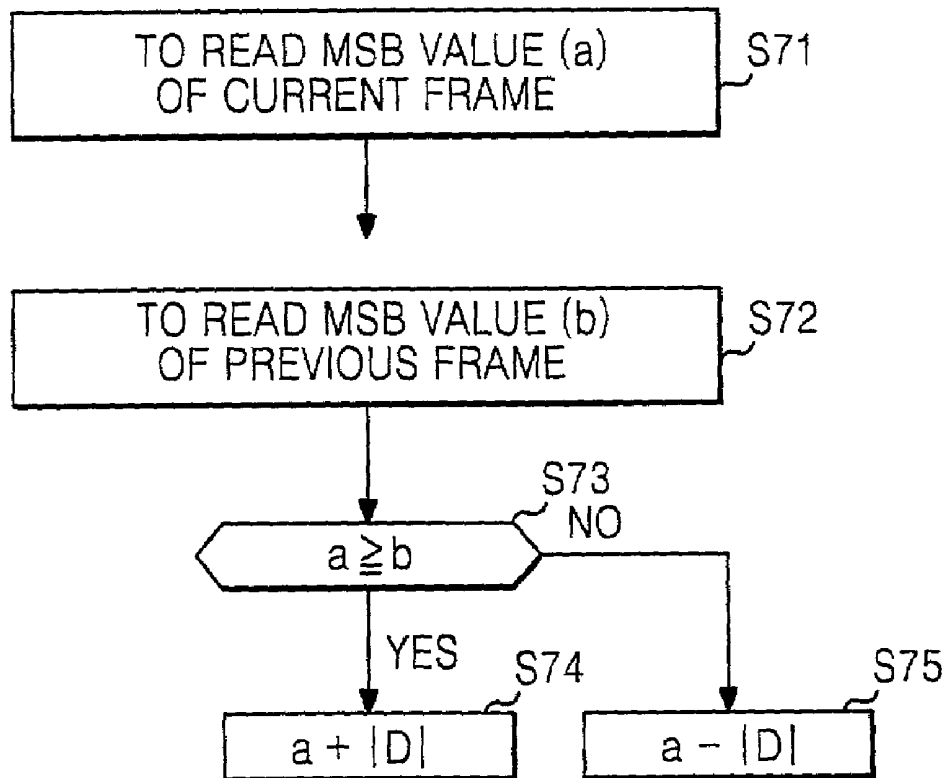 TO READ MSB VALUE (a)
OF CURRENT FRAME
S71
TO READ MSB VALUE (b)
OF PREVIOUS FRAME
S72
S73
a ≧ b
NO
YES
S74
a + |D|
S75
a - |D|